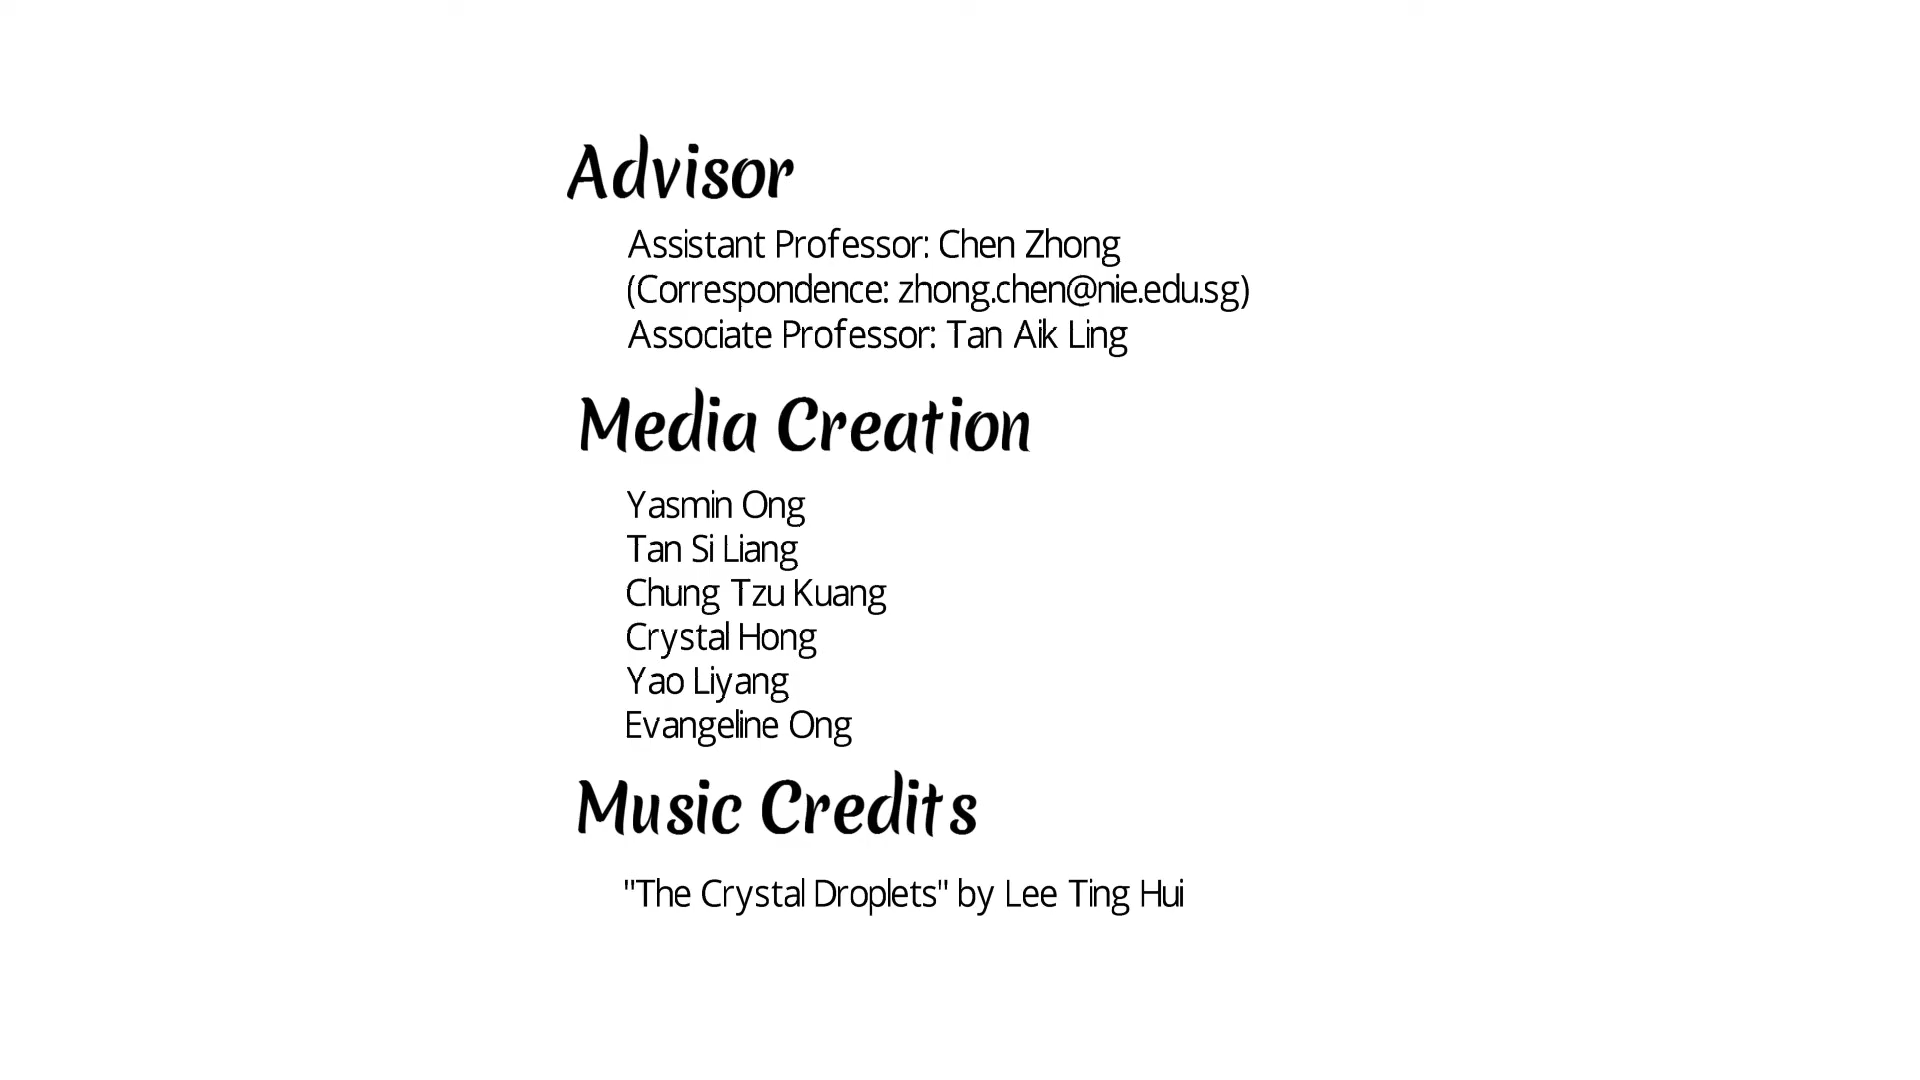 Advisor
Assistant Professor: Chen Zhong
(Correspondence: zhong.chen@nie.edu.sg)
Associate Professor: Tan Aik Ling
Media Creation
Yasmin Ong
Tan Si Liang
Chung Tzu Kuang
Crystal Hong
Yao Liyang
Evangeline Ong
Music Credits
"The Crystal Droplets" by Lee Ting Hui